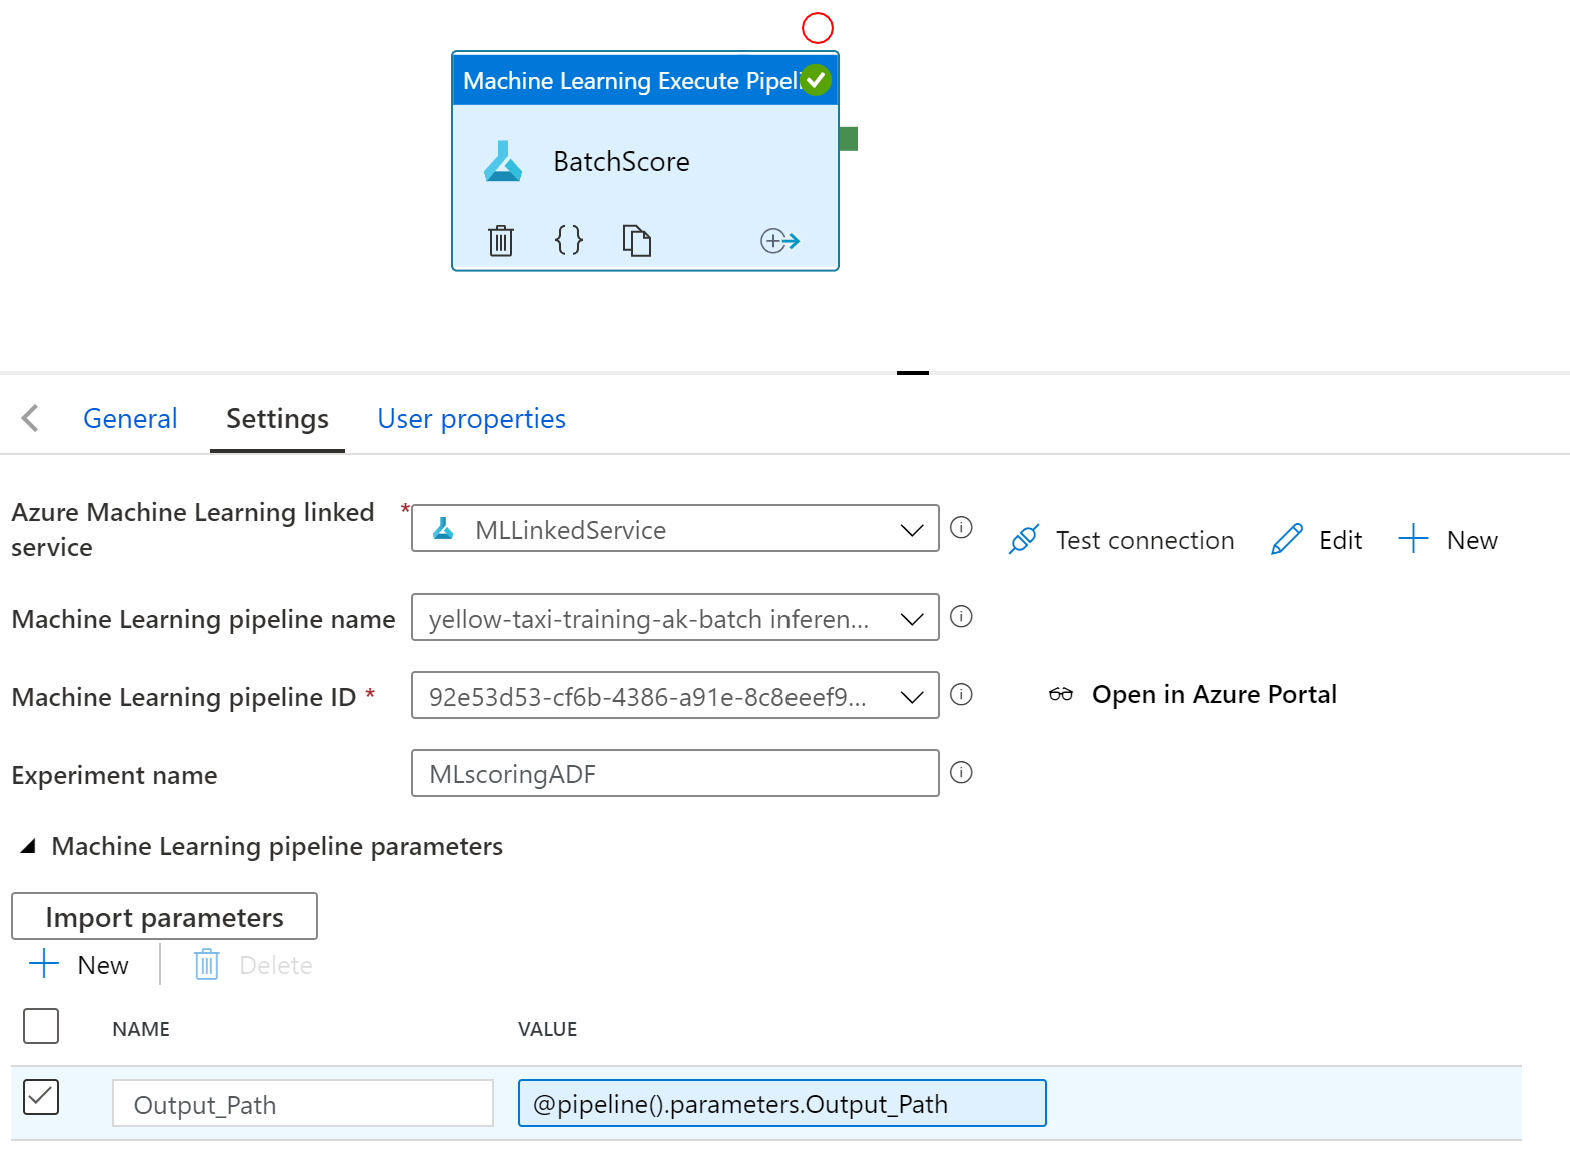 Machine Learning Execute Pipeli
BatchScore
General Settings User properties
Azure Machine Learning linked service *
MLLinkedService
Test connection Edit New
Machine Learning pipeline name
yellow-taxi-training-ak-batch inferen...
Machine Learning pipeline ID *
92e53d53-cf6b-4386-a91e-8c8eeef9...
Open in Azure Portal
Experiment name
MLscoringADF
Machine Learning pipeline parameters
Import parameters
New Delete
NAME VALUE
Output_Path @pipeline().parameters.Output_Path